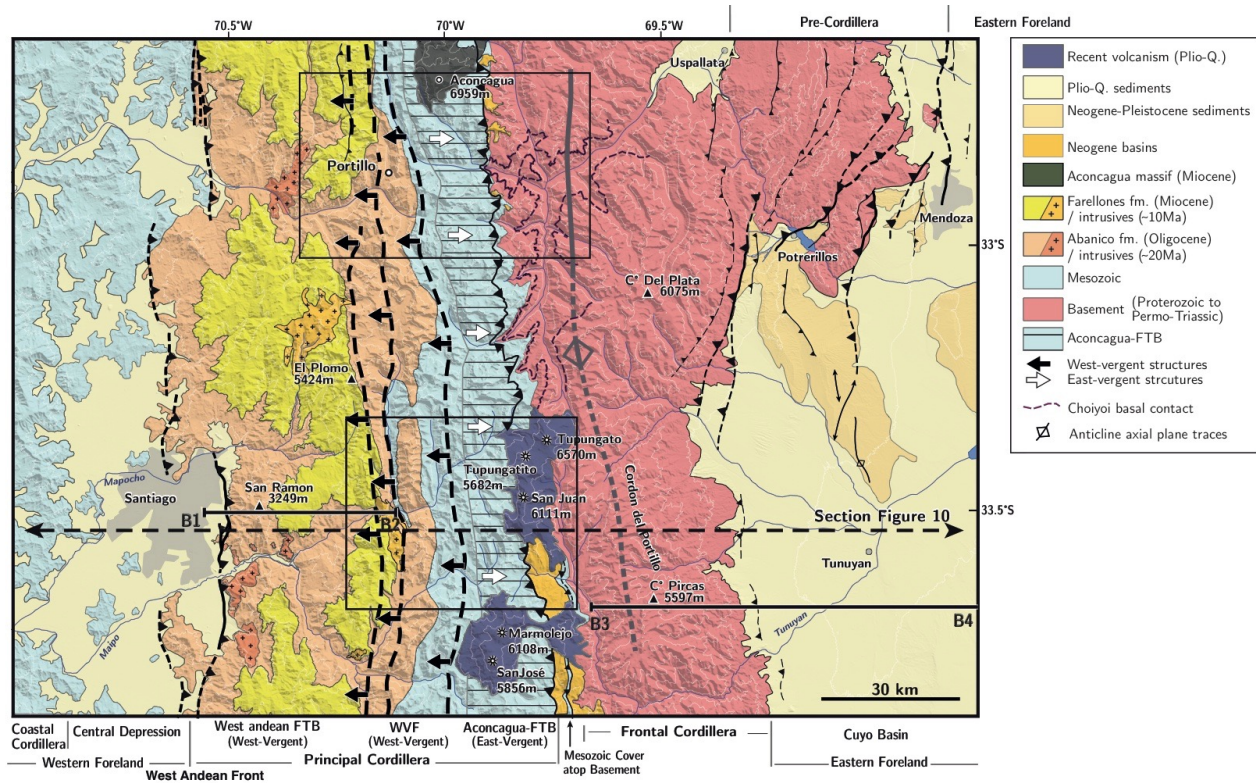 Pre-Cordillera
Eastern Foreland
70.5°W
70°W
69.5°W
Uspallata
Aconcagua
6959m
Portillo
Mendoza
33°S
Potrerillos
C° Del Plata
6075m
El Plomo
5424m
Tupungato
6570m
Tupungatito
5682m
San Juan
6111m
Mapocho
Santiago
San Ramon
3249m
B1
B2
Section Figure 10
33.5°S
Cordon del Portillo
Tunuyan
C° Pircas
5597m
B3
B4
Tunuyan
Maipo
Marmolejo
6108m
SanJosé
5856m
30 km
Recent volcanism (Plio-Q.)
Plio-Q. sediments
Neogene-Pleistocene sediments
Neogene basins
Aconcagua massif (Miocene)
Farellones fm. (Miocene)
/ intrusives (~10Ma)
Abanico fm. (Oligocene)
/ intrusives (~20Ma)
Mesozoic
Basement (Proterozoic to
Permo-Triassic)
Aconcagua-FTB
West-vergent structures
East-vergent strcutures
Choiyoi basal contact
Anticline axial plane traces
Coastal
Cordillera
Central Depression
West andean FTB
(West-Vergent)
WVF
(West-Vergent)
Aconcagua-FTB
(East-Vergent)
Mesozoic Cover
atop Basement
Frontal Cordillera
Cuyo Basin
Western Foreland
Principal Cordillera
Eastern Foreland
West Andean Front